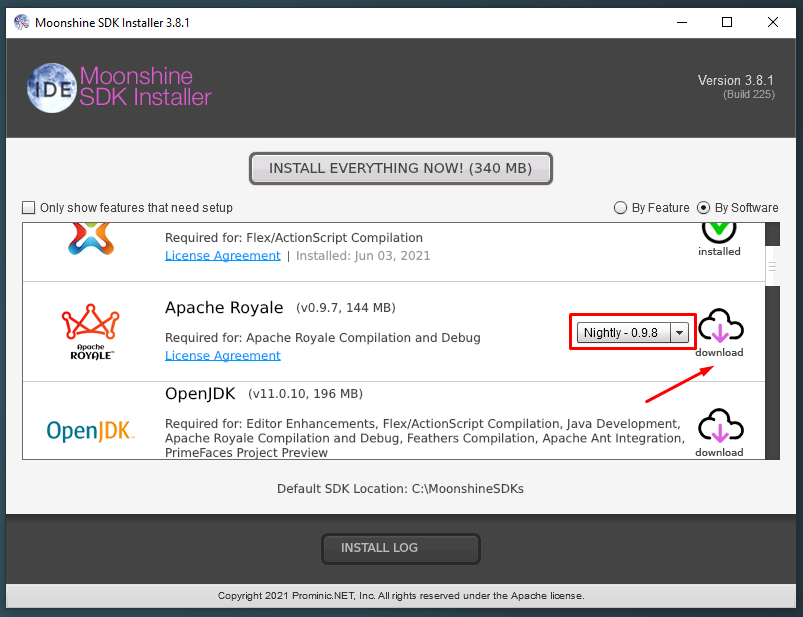 Moonshine SDK Installer 3.8.1
IDE
Moonshine
SDK Installer
Version 3.8.1
(Build 225)
INSTALL EVERYTHING NOW! (340 MB)
Only show features that need setup
By Feature
By Software
Required for: Flex/ActionScript Compilation
License Agreement | Installed: Jun 03, 2021
installed
Apache
ROYALE™
Apache Royale (v0.9.7, 144 MB)
Required for: Apache Royale Compilation and Debug
License Agreement
Nightly - 0.9.8
download
OpenJDK
OpenJDK (v11.0.10, 196 MB)
Required for: Editor Enhancements, Flex/ActionScript Compilation, Java Development,
Apache Royale Compilation and Debug, Feathers Compilation, Apache Ant Integration,
PrimeFaces Project Preview
download
Default SDK Location: C:\MoonshineSDKs
INSTALL LOG
Copyright 2021 Prominic.NET, Inc. All rights reserved under the Apache license.